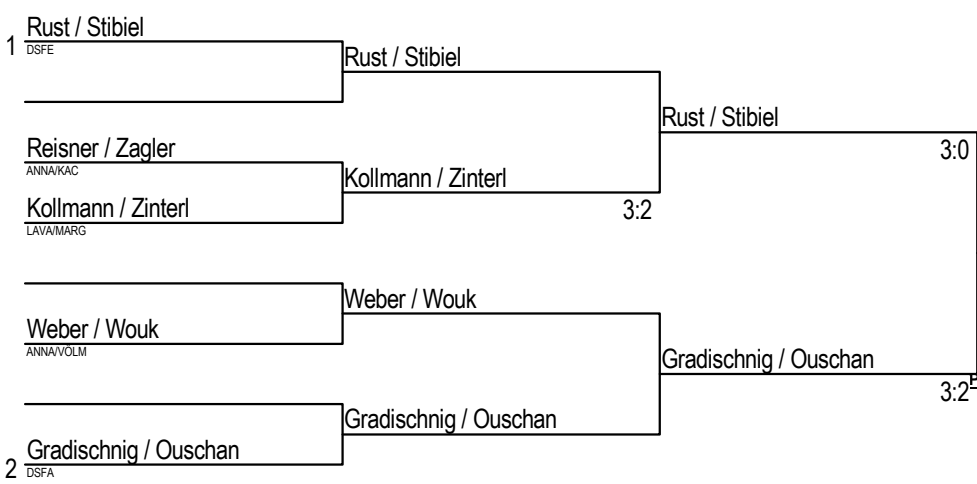 1 Rust / Stibiel
DSFE
Rust / Stibiel
Rust / Stibiel
3:0
Reisner / Zagler
ANNA/KAC
Kollmann / Zinterl
3:2
Kollmann / Zinterl
LAVA/MARG
Weber / Wouk
Weber / Wouk
ANNA/VÖLM
Gradischnig / Ouschan
3:2
Gradischnig / Ouschan
2 Gradischnig / Ouschan
DSFA